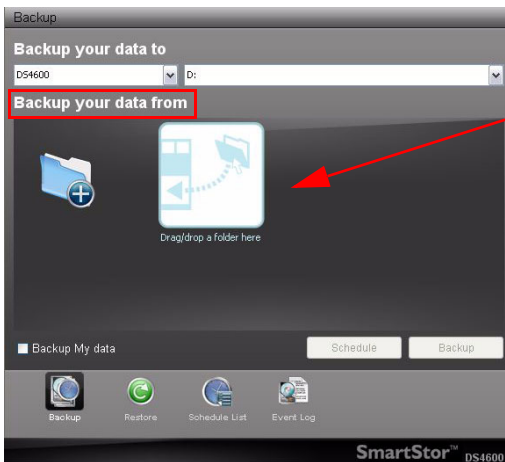 Backup
Backup your data to
DS4600 D:
Backup your data from
Drag/drop a folder here
Backup My data
Schedule Backup
Backup Restore Schedule List Event Log
SmartStor™ DS4600